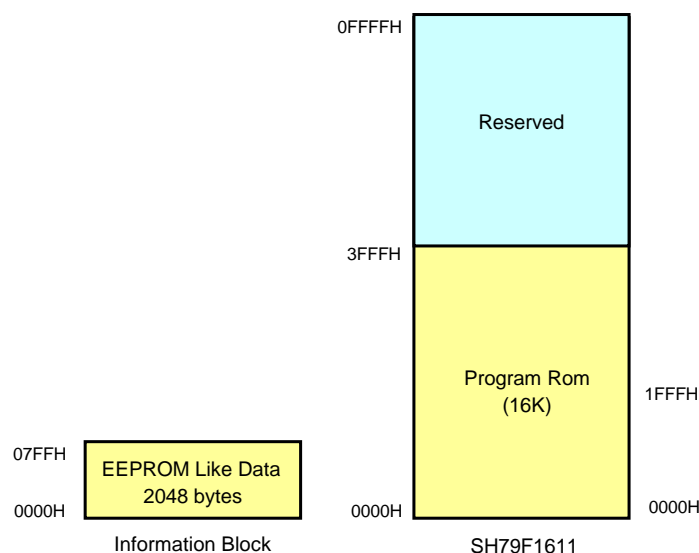 0FFFFH
Reserved
3FFFH
Program Rom
(16K)
1FFFH
07FFH
EEPROM Like Data
2048 bytes
0000H
0000H
0000H
Information Block
SH79F1611